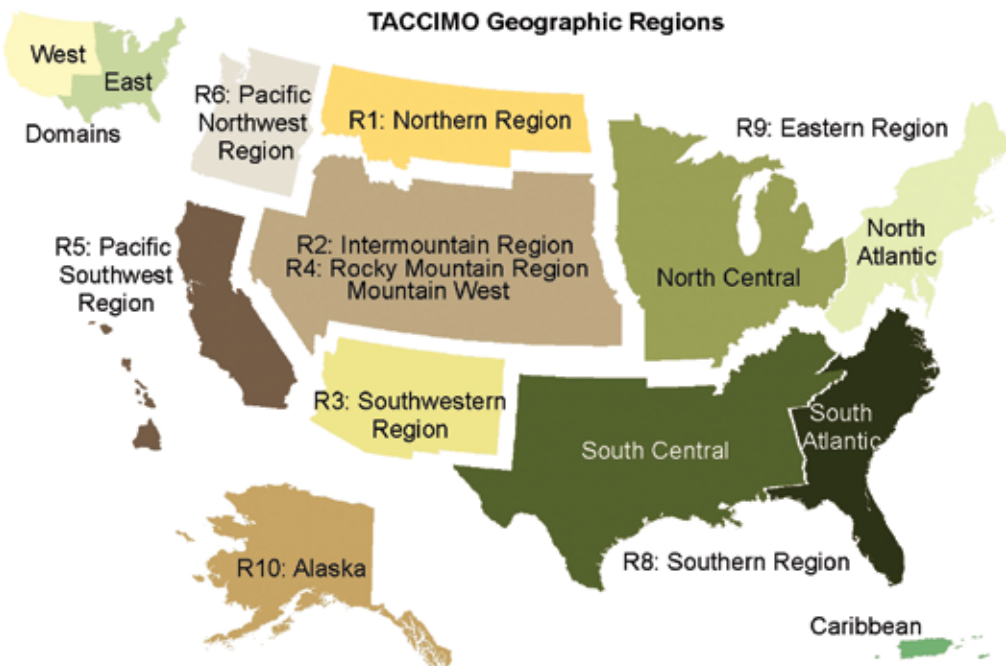 TACCIMO Geographic Regions
West
East
Domains
R6: Pacific
Northwest
Region
R1: Northern Region
R9: Eastern Region
North
Atlantic
R5: Pacific
Southwest
Region
R2: Intermountain Region
R4: Rocky Mountain Region
Mountain West
North Central
R3: Southwestern
Region
South Central
South
Atlantic
R10: Alaska
R8: Southern Region
Caribbean